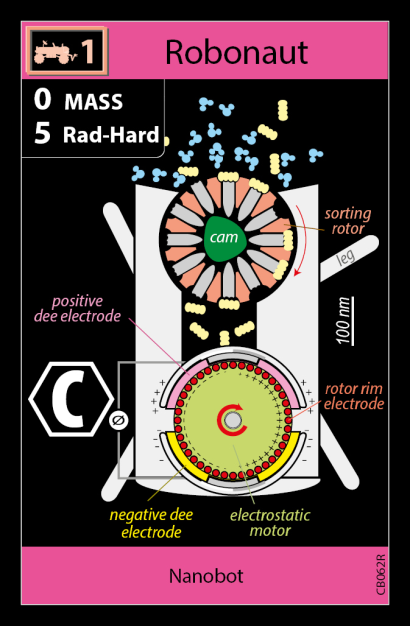 1
Robonaut
0 MASS
5 Rad-Hard
sorting
rotor
cam
leg
positive
dee electrode
100 nm
C
ø
rotor rim
electrode
negative dee
electrode
electrostatic
motor
Nanobot
CB062R